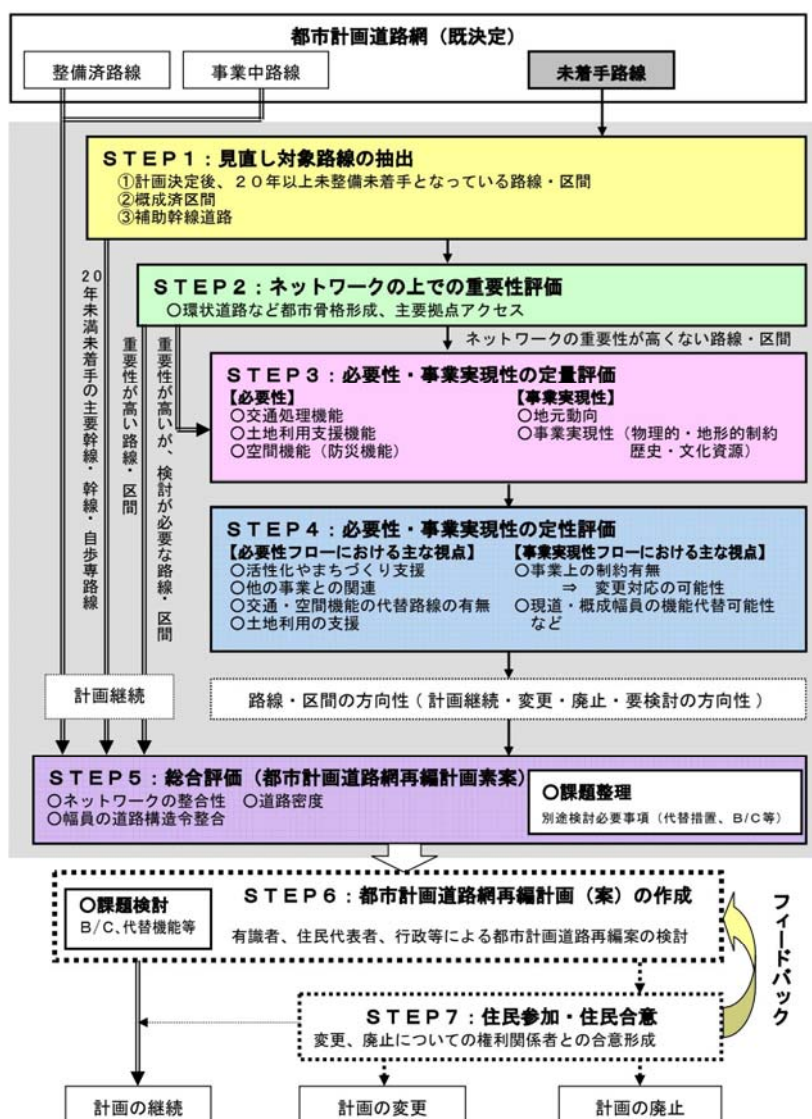 都市計画道路網（既決定）
整備済路線
事業中路線
未着手路線
ＳＴＥＰ１：見直し対象路線の抽出
①計画決定後、２０年以上未整備未着手となっている路線・区間
②概成済区間
③補助幹線道路
ＳＴＥＰ２：ネットワークの上での重要性評価
○環状道路など都市骨格形成、主要拠点アクセス
ネットワークの重要性が高くない路線・区間
20年未満未着手の主要幹線・幹線・自歩専路線
重要性が高い路線・区間
重要性が高いが、検討が必要な路線・区間
ＳＴＥＰ３：必要性・事業実現性の定量評価
【必要性】
○交通処理機能
○土地利用支援機能
○空間機能（防災機能）
【事業実現性】
○地元動向
○事業実現性（物理的・地形的制約
歴史・文化資源）
ＳＴＥＰ４：必要性・事業実現性の定性評価
【必要性フローにおける主な視点】
○活性化やまちづくり支援
○他の事業との関連
○交通・空間機能の代替路線の有無
○土地利用の支援
【事業実現性フローにおける主な視点】
○事業上の制約有無
⇒ 変更対応の可能性
○現道・概成幅員の機能代替可能性
など
計画継続
路線・区間の方向性（計画継続・変更・廃止・要検討の方向性）
ＳＴＥＰ５：総合評価（都市計画道路網再編計画素案）
○ネットワークの整合性 ○道路密度
○幅員の道路構造令整合
○課題整理
別途検討必要事項（代替措置、B/C等）
ＳＴＥＰ６：都市計画道路網再編計画（案）の作成
○課題検討
Ｂ/Ｃ、代替機能等
有識者、住民代表者、行政等による都市計画道路再編案の検討
フィードバック
ＳＴＥＰ７：住民参加・住民合意
変更、廃止についての権利関係者との合意形成
計画の継続
計画の変更
計画の廃止